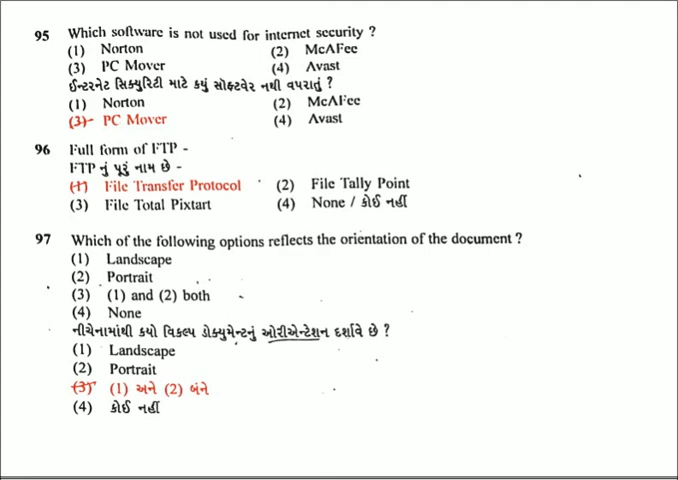 95 Which software is not used for internet security ?
(1) Norton (2) McAFee
(3) PC Mover (4) Avast
ઈન્ટરનેટ સિક્યુરિટી માટે કયું સોફ્ટવેર નથી વપરાતું ?
(1) Norton (2) McAFee
(3) PC Mover (4) Avast
96 Full form of FTP -
FTP નું પૂરૂં નામ છે -
(1) File Transfer Protocol (2) File Tally Point
(3) File Total Pixtart (4) None / કોઈ નહીં
97 Which of the following options reflects the orientation of the document ?
(1) Landscape
(2) Portrait
(3) (1) and (2) both
(4) None
નીચેનામાંથી કયો વિકલ્પ ડોક્યુમેન્ટનું ઓરીએન્ટેશન દર્શાવે છે ?
(1) Landscape
(2) Portrait
(3) (1) અને (2) બંને
(4) કોઈ નહીં